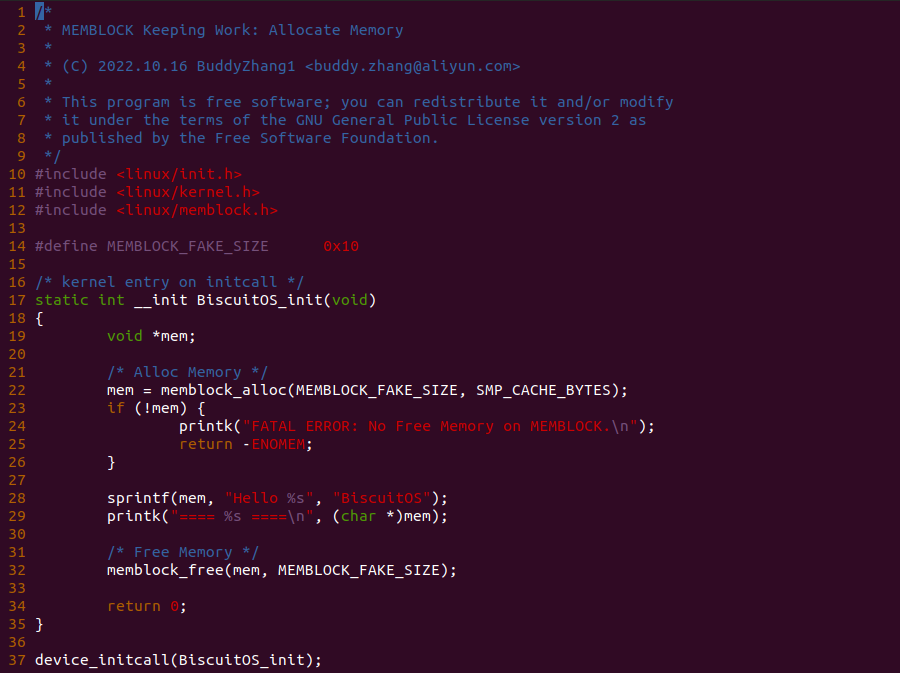 1 /*
2  * MEMBLOCK Keeping Work: Allocate Memory
3  *
4  * (C) 2022.10.16 BuddyZhang1 <buddy.zhang@aliyun.com>
5  *
6  * This program is free software; you can redistribute it and/or modify
7  * it under the terms of the GNU General Public License version 2 as
8  * published by the Free Software Foundation.
9  */
10 #include <linux/init.h>
11 #include <linux/kernel.h>
12 #include <linux/memblock.h>
13
14 #define MEMBLOCK_FAKE_SIZE      0x10
15
16 /* kernel entry on initcall */
17 static int __init BiscuitOS_init(void)
18 {
19         void *mem;
20
21         /* Alloc Memory */
22         mem = memblock_alloc(MEMBLOCK_FAKE_SIZE, SMP_CACHE_BYTES);
23         if (!mem) {
24                 printk("FATAL ERROR: No Free Memory on MEMBLOCK.\n");
25                 return -ENOMEM;
26         }
27
28         sprintf(mem, "Hello %s", "BiscuitOS");
29         printk("==== %s ====\n", (char *)mem);
30
31         /* Free Memory */
32         memblock_free(mem, MEMBLOCK_FAKE_SIZE);
33
34         return 0;
35 }
36
37 device_initcall(BiscuitOS_init);